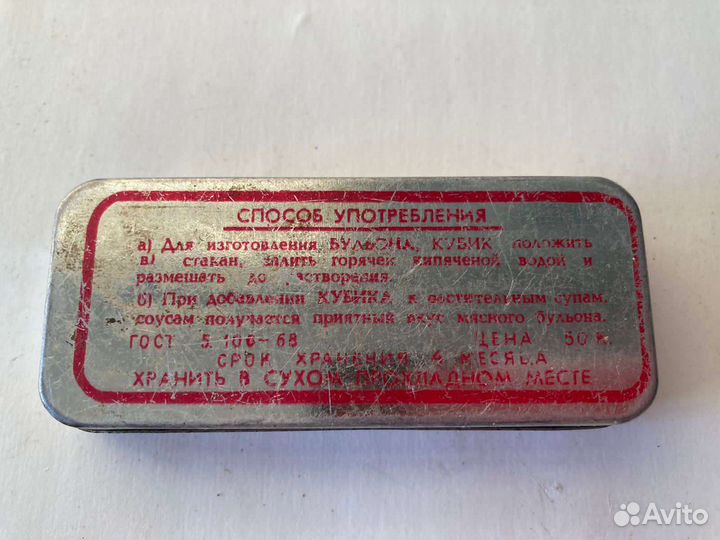 СПОСОБ УПОТРЕБЛЕНИЯ
а) Для изготовления БУЛЬОНА, КУБИК положить
в) стакан, залить горячей кипяченой водой и
размешать до растворения.
б) При добавлении КУБИКА к растительным супам,
соусам получается приятный вкус мясного бульона.
ГОСТ 5 100-68 ЦЕНА 50 к.
СРОК ХРАНЕНИЯ МЕСЯЦА
ХРАНИТЬ В СУХОМ ПРОХЛАДНОМ МЕСТЕ
Avito